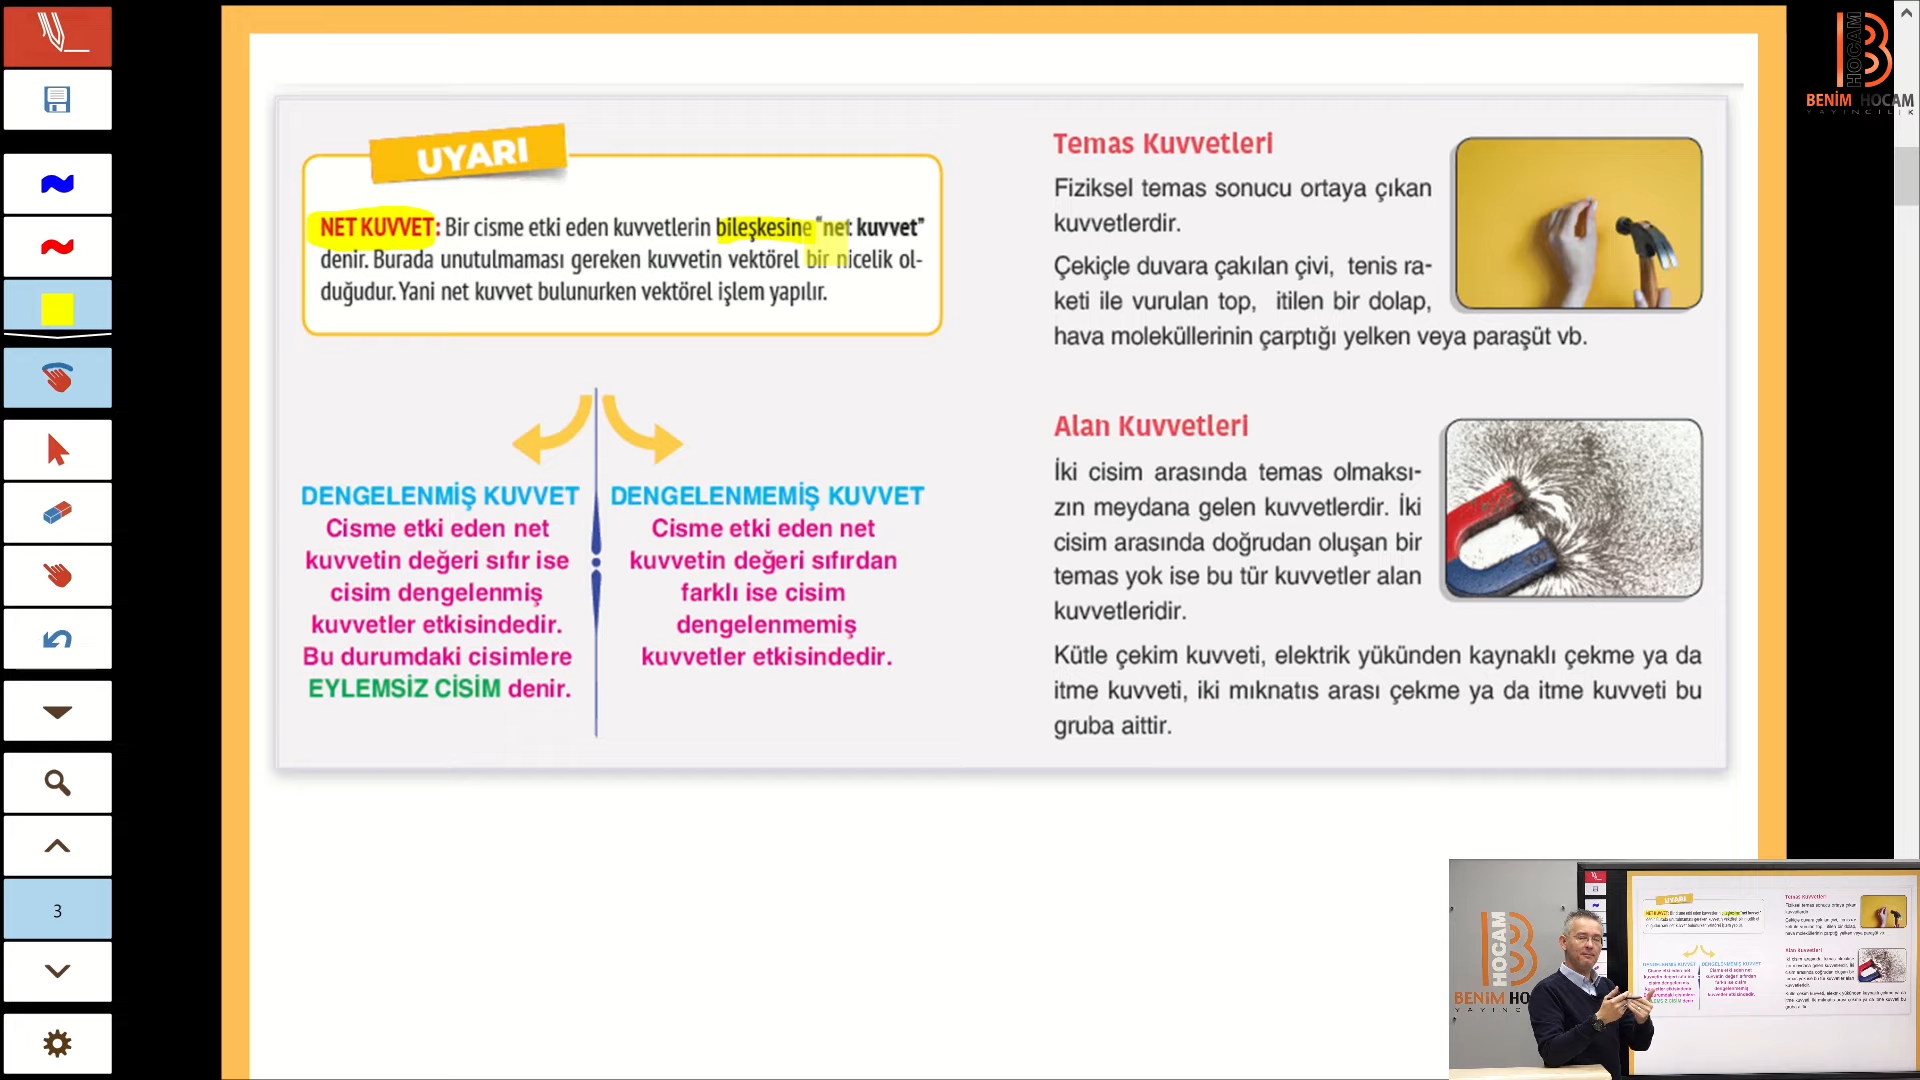 UYARI
NET KUVVET: Bir cisme etki eden kuvvetlerin bileşkesine "net kuvvet"
denir. Burada unutulmaması gereken kuvvetin vektörel bir nicelik ol-
duğudur. Yani net kuvvet bulunurken vektörel işlem yapılır.
DENGELENMİŞ KUVVET
Cisme etki eden net
kuvvetin değeri sıfır ise
cisim dengelenmiş
kuvvetler etkisindedir.
Bu durumdaki cisimlere
EYLEMSİZ CİSİM denir.
DENGELENMEMİŞ KUVVET
Cisme etki eden net
kuvvetin değeri sıfırdan
farklı ise cisim
dengelenmemiş
kuvvetler etkisindedir.
Temas Kuvvetleri
Fiziksel temas sonucu ortaya çıkan
kuvvetlerdir.
Çekiçle duvara çakılan çivi, tenis ra-
keti ile vurulan top, itilen bir dolap,
hava moleküllerinin çarptığı yelken veya paraşüt vb.
Alan Kuvvetleri
İki cisim arasında temas olmaksı-
zın meydana gelen kuvvetlerdir. İki
cisim arasında doğrudan oluşan bir
temas yok ise bu tür kuvvetler alan
kuvvetleridir.
Kütle çekim kuvveti, elektrik yükünden kaynaklı çekme ya da
itme kuvveti, iki mıknatıs arası çekme ya da itme kuvveti bu
gruba aittir.
HOCAM
BENİM HOCAM
YAYINCILIK
3
HOCAM
BENİM HO